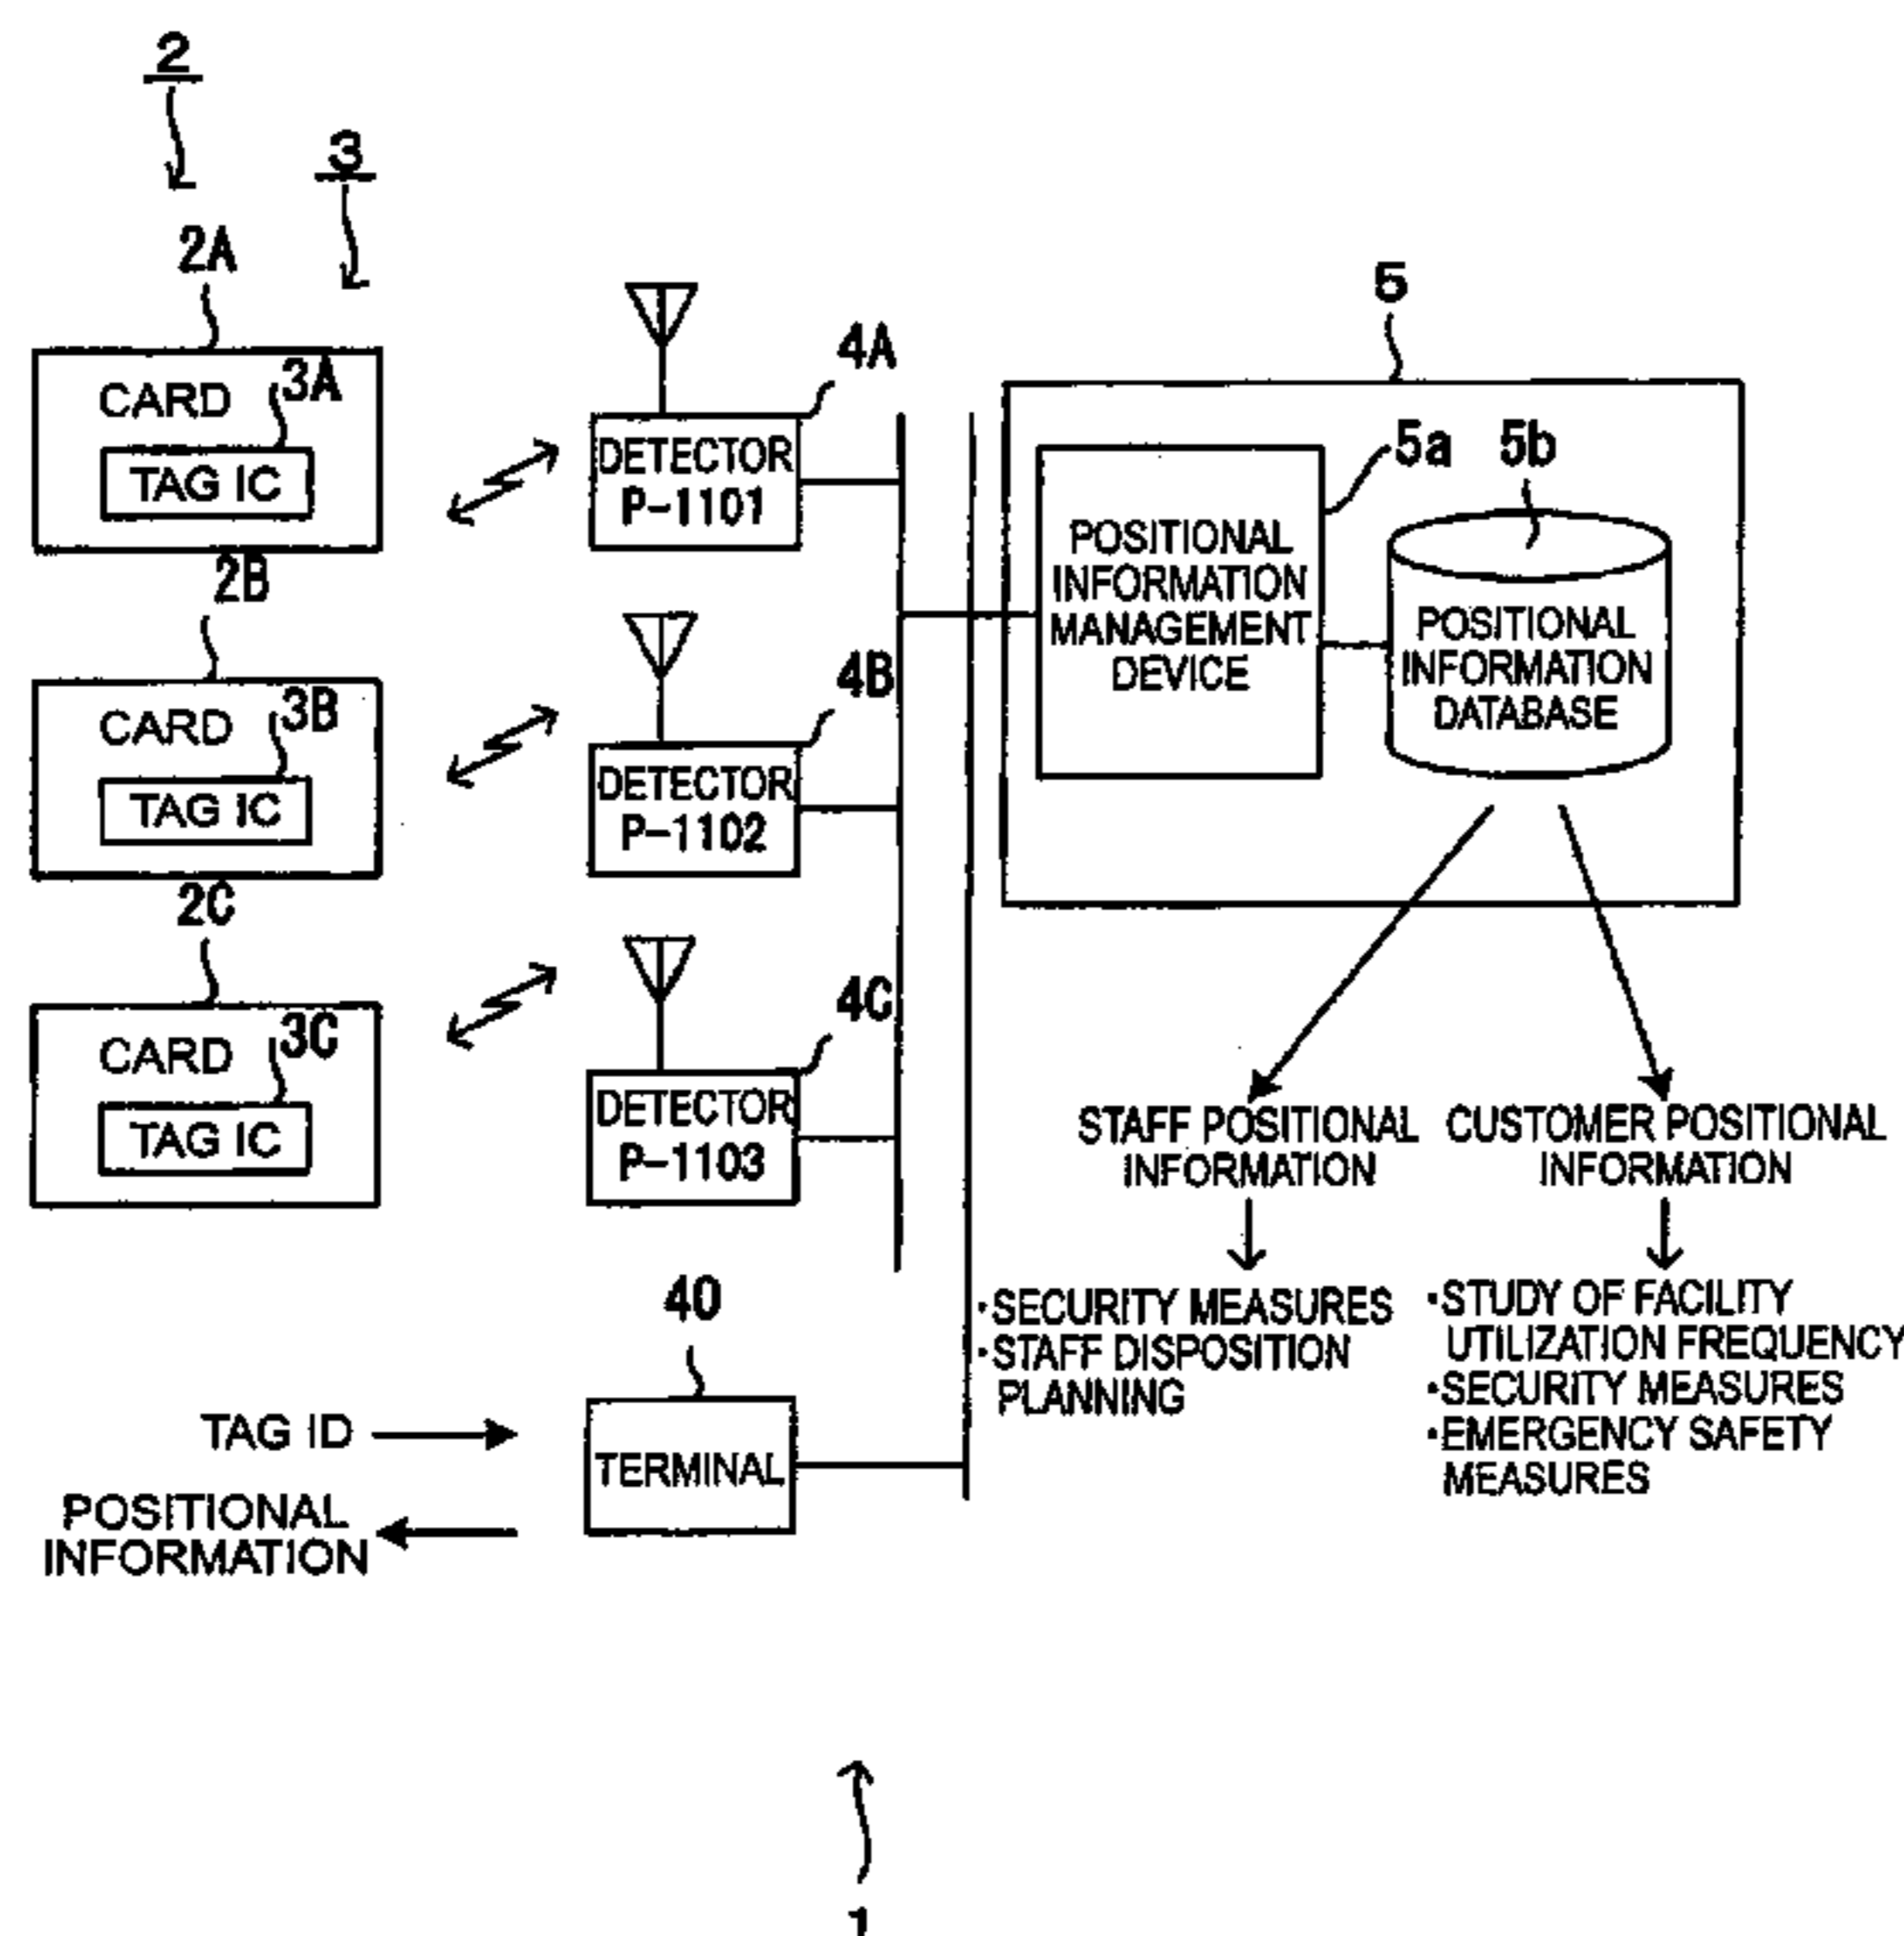 2
3
2A
CARD
3A
TAG IC
2B
CARD
3B
TAG IC
2C
CARD
3C
TAG IC
4A
DETECTOR
P-1101
4B
DETECTOR
P-1102
4C
DETECTOR
P-1103
40
TERMINAL
TAG ID
POSITIONAL
INFORMATION
5
5a
POSITIONAL
INFORMATION
MANAGEMENT
DEVICE
5b
POSITIONAL
INFORMATION
DATABASE
STAFF POSITIONAL
INFORMATION
・SECURITY MEASURES
・STAFF DISPOSITION
PLANNING
CUSTOMER POSITIONAL
INFORMATION
・STUDY OF FACILITY
UTILIZATION FREQUENCY
・SECURITY MEASURES
・EMERGENCY SAFETY
MEASURES
1